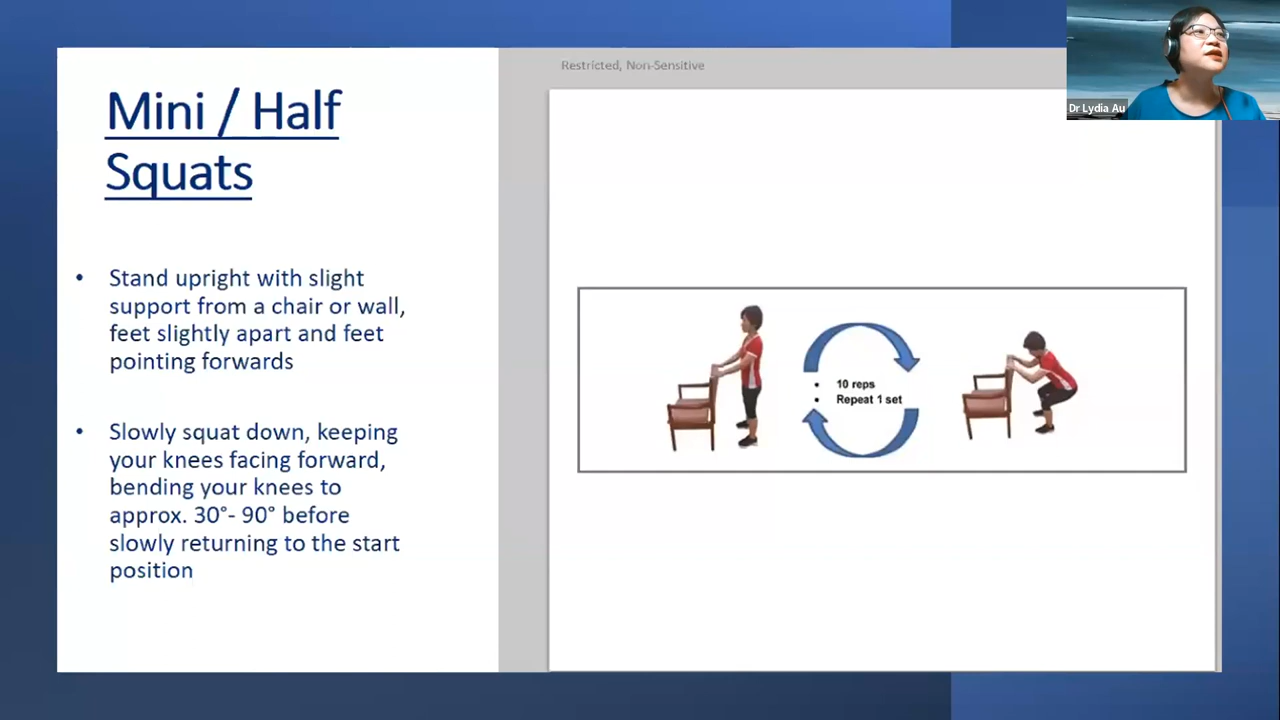 Mini / Half
Squats
• Stand upright with slight
support from a chair or wall,
feet slightly apart and feet
pointing forwards
• Slowly squat down, keeping
your knees facing forward,
bending your knees to
approx. 30°- 90° before
slowly returning to the start
position
Restricted, Non-Sensitive
• 10 reps
• Repeat 1 set
Dr Lydia Au